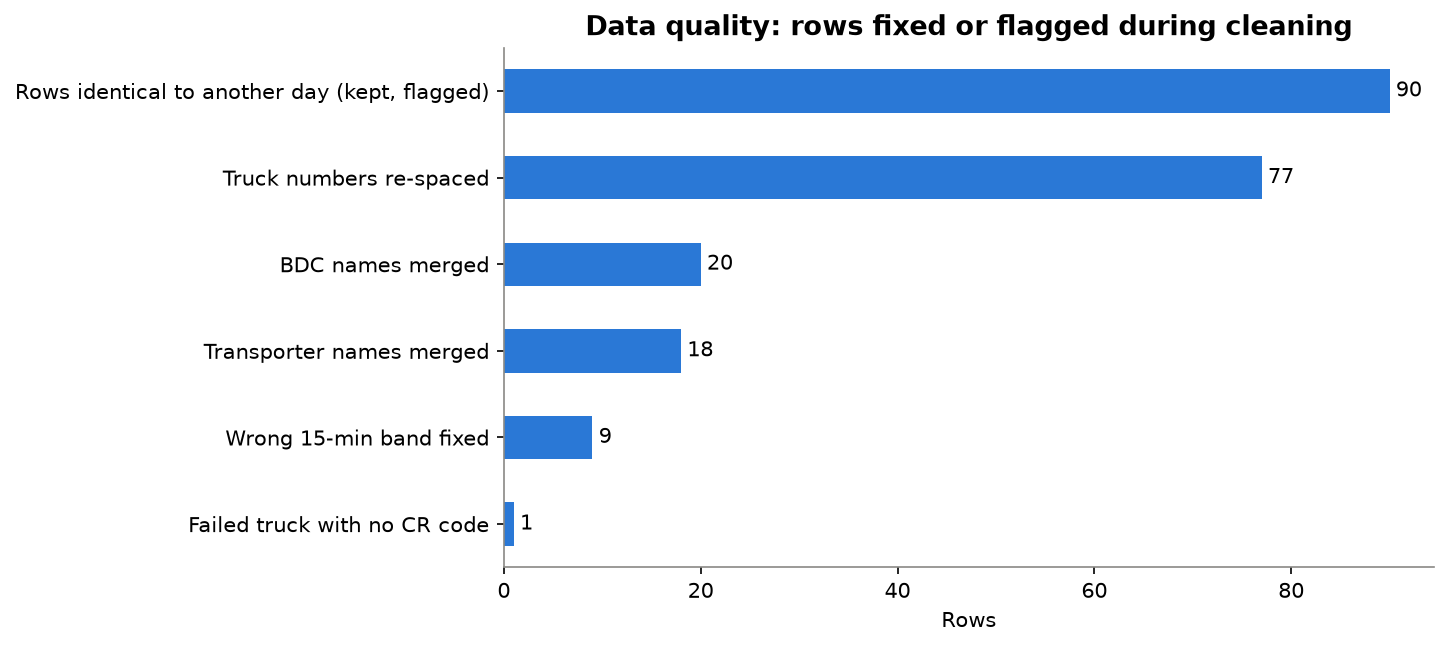 Data quality: rows fixed or flagged during cleaning
Rows identical to another day (kept, flagged) 90
Truck numbers re-spaced 77
BDC names merged 20
Transporter names merged 18
Wrong 15-min band fixed 9
Failed truck with no CR code 1
0 20 40 60 80
Rows